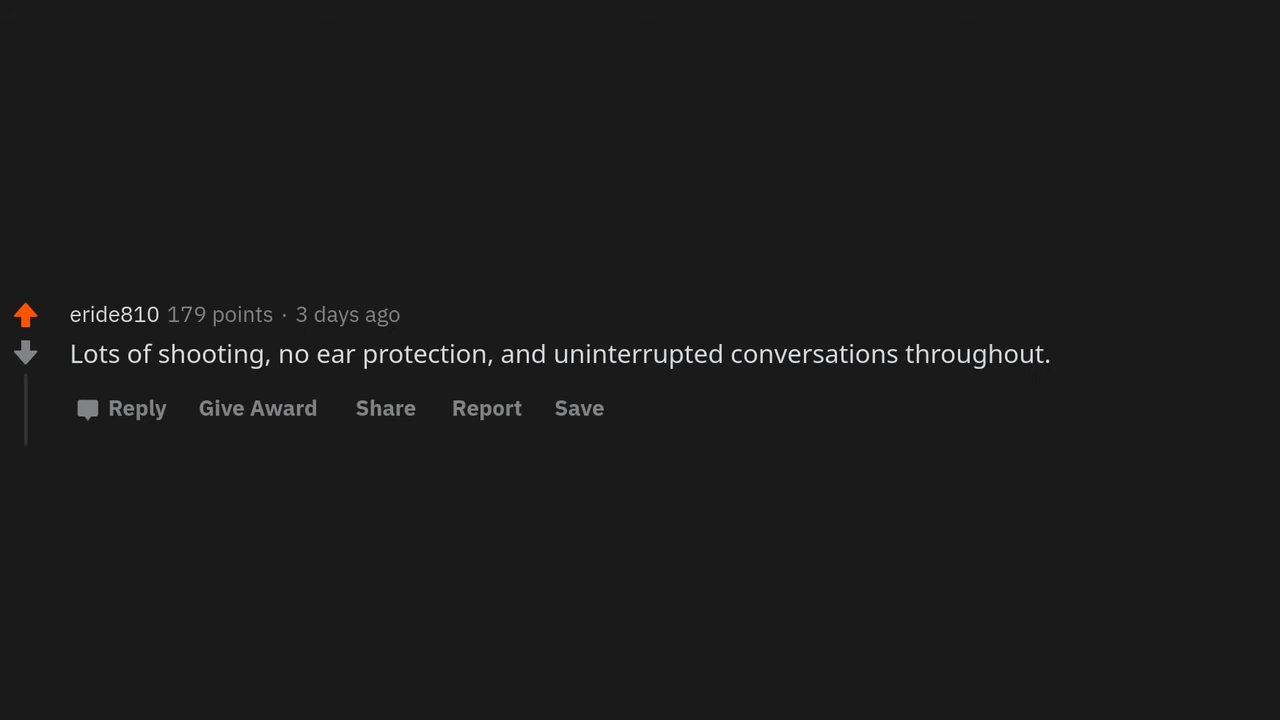 eride810 179 points · 3 days ago
Lots of shooting, no ear protection, and uninterrupted conversations throughout.
Reply Give Award Share Report Save